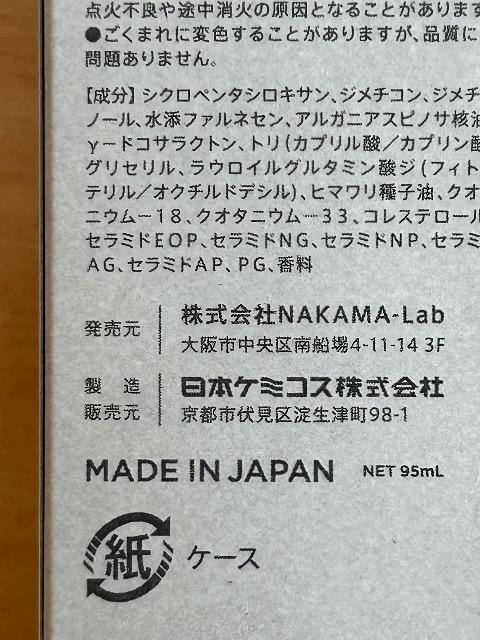 点火不良や途中消火の原因となることがあります
●ごくまれに変色することがありますが、品質に
問題ありません。
【成分】シクロペンタシロキサン、ジメチコン、ジメチ
ノール、水添ファルネセン、アルガニアスピノサ核油
γードコサラクトン、トリ(カプリル酸／カプリン酸
グリセリル、ラウロイルグルタミン酸ジ(フィト
テリル／オクチルドデシル)、ヒマワリ種子油、クオ
ニウム－18、クオタニウム－33、コレステロール
セラミドEOP、セラミドNG、セラミドNP、セラミ
AG、セラミドAP、PG、香料
発売元 株式会社NAKAMA-Lab
大阪市中央区南船場4-11-14 3F
製造 日本ケミコス株式会社
販売元 京都市伏見区淀生津町98-1
MADE IN JAPAN NET 95mL
紙 ケース